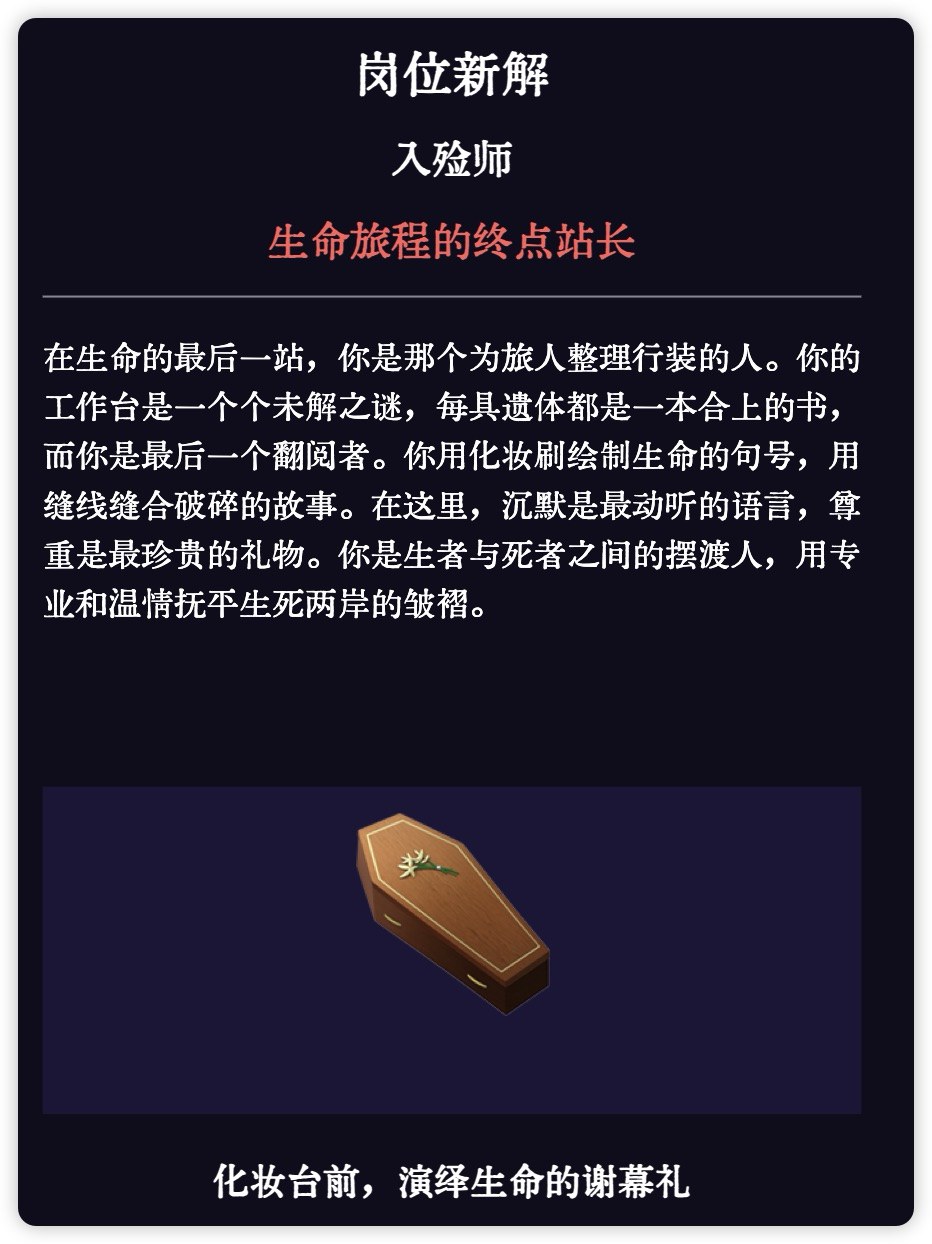 岗位新解
入殓师
生命旅程的终点站长
在生命的最后一站，你是那个为旅人整理行装的人。你的
工作台是一个个未解之谜，每具遗体都是一本合上的书，
而你是最后一个翻阅者。你用化妆刷绘制生命的句号，用
缝线缝合破碎的故事。在这里，沉默是最动听的语言，尊
重是最珍贵的礼物。你是生者与死者之间的摆渡人，用专
业和温情抚平生死两岸的皱褶。
化妆台前，演绎生命的谢幕礼